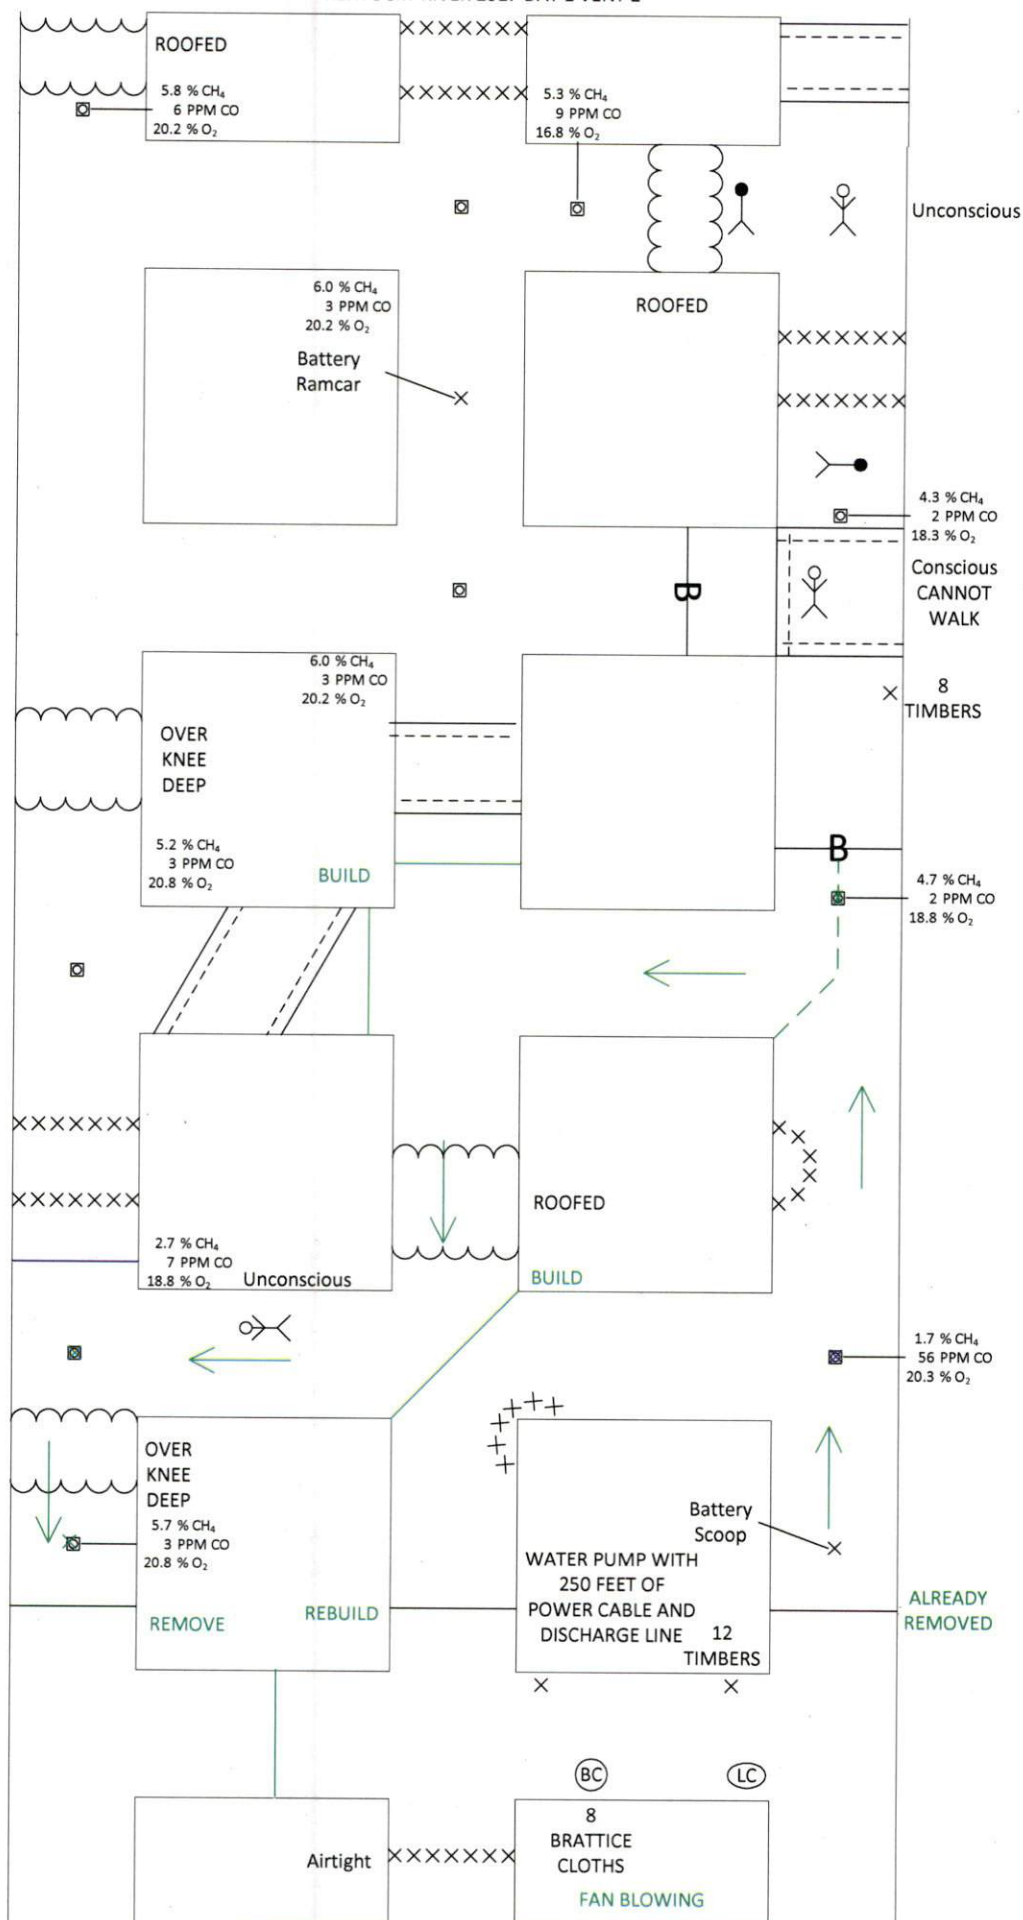 ROOFED
5.8 % CH₄
6 PPM CO
20.2 % O₂
5.3 % CH₄
9 PPM CO
16.8 % O₂
Unconscious
6.0 % CH₄
3 PPM CO
20.2 % O₂
Battery
Ramcar
ROOFED
4.3 % CH₄
2 PPM CO
18.3 % O₂
Conscious
CANNOT
WALK
B
6.0 % CH₄
3 PPM CO
20.2 % O₂
8
TIMBERS
OVER
KNEE
DEEP
5.2 % CH₄
3 PPM CO
20.8 % O₂
BUILD
B
4.7 % CH₄
2 PPM CO
18.8 % O₂
ROOFED
2.7 % CH₄
7 PPM CO
18.8 % O₂
Unconscious
BUILD
1.7 % CH₄
56 PPM CO
20.3 % O₂
OVER
KNEE
DEEP
5.7 % CH₄
3 PPM CO
20.8 % O₂
Battery
Scoop
WATER PUMP WITH
250 FEET OF
POWER CABLE AND
DISCHARGE LINE
12
TIMBERS
REMOVE
REBUILD
ALREADY
REMOVED
BC
LC
8
BRATTICE
CLOTHS
Airtight
FAN BLOWING